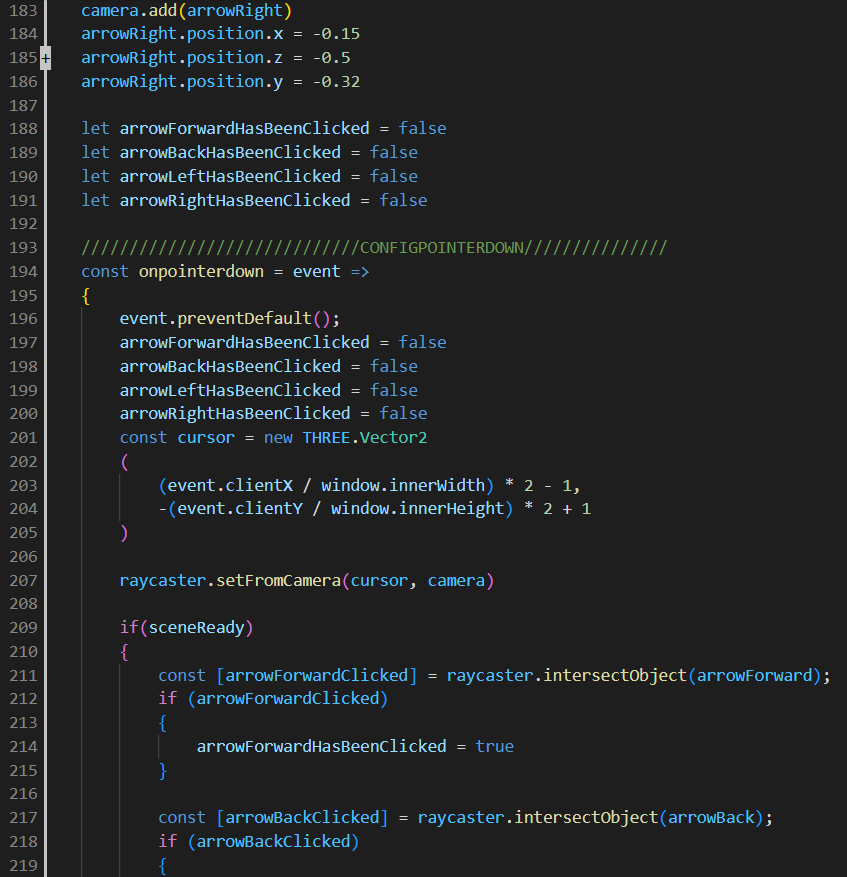 183 camera.add(arrowRight)
184 arrowRight.position.x = -0.15
185 + arrowRight.position.z = -0.5
186 arrowRight.position.y = -0.32
187
188 let arrowForwardHasBeenClicked = false
189 let arrowBackHasBeenClicked = false
190 let arrowLeftHasBeenClicked = false
191 let arrowRightHasBeenClicked = false
192
193 /////////////////////////////CONFIGPOINTERDOWN///////////////
194 const onpointerdown = event =>
195 {
196 event.preventDefault();
197 arrowForwardHasBeenClicked = false
198 arrowBackHasBeenClicked = false
199 arrowLeftHasBeenClicked = false
200 arrowRightHasBeenClicked = false
201 const cursor = new THREE.Vector2
202 (
203 (event.clientX / window.innerWidth) * 2 - 1,
204 -(event.clientY / window.innerHeight) * 2 + 1
205 )
206
207 raycaster.setFromCamera(cursor, camera)
208
209 if(sceneReady)
210 {
211 const [arrowForwardClicked] = raycaster.intersectObject(arrowForward);
212 if (arrowForwardClicked)
213 {
214 arrowForwardHasBeenClicked = true
215 }
216
217 const [arrowBackClicked] = raycaster.intersectObject(arrowBack);
218 if (arrowBackClicked)
219 {